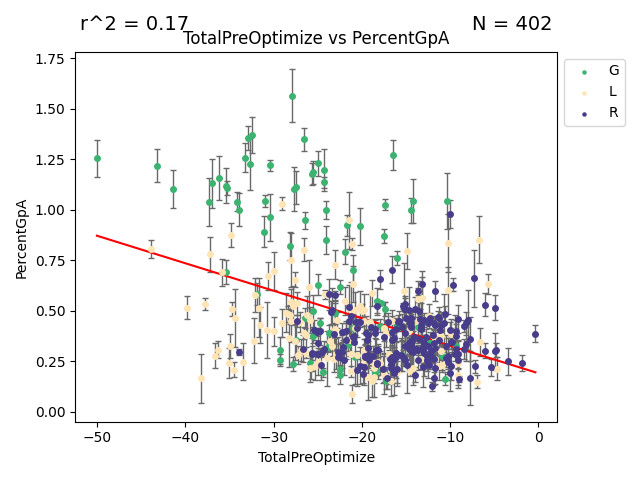 r^2 = 0.17
N = 402
TotalPreOptimize vs PercentGpA
1.75
1.50
1.25
1.00
0.75
0.50
0.25
0.00
PercentGpA
−50
−40
−30
−20
−10
0
TotalPreOptimize
G
L
R